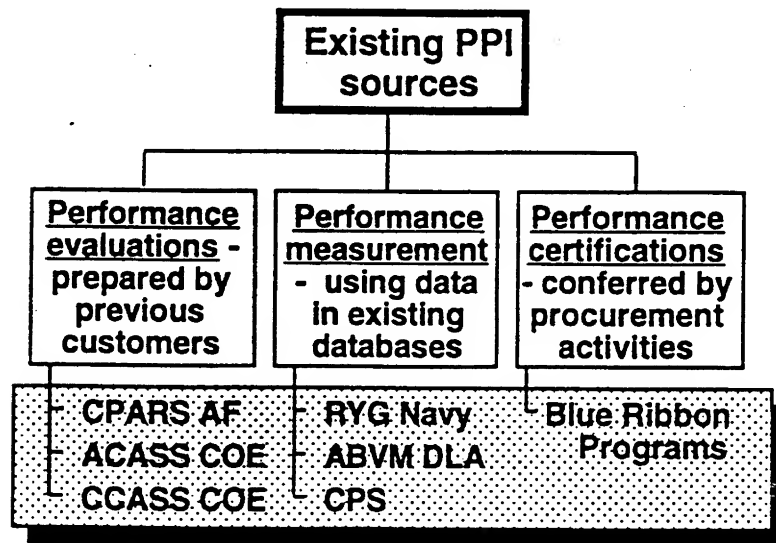 Existing PPI
sources
Performance
evaluations -
prepared by
previous
customers
Performance
measurement
- using data
in existing
databases
Performance
certifications
- conferred by
procurement
activities
CPARS AF
ACASS COE
CCASS COE
RYG Navy
ABVM DLA
CPS
Blue Ribbon
Programs